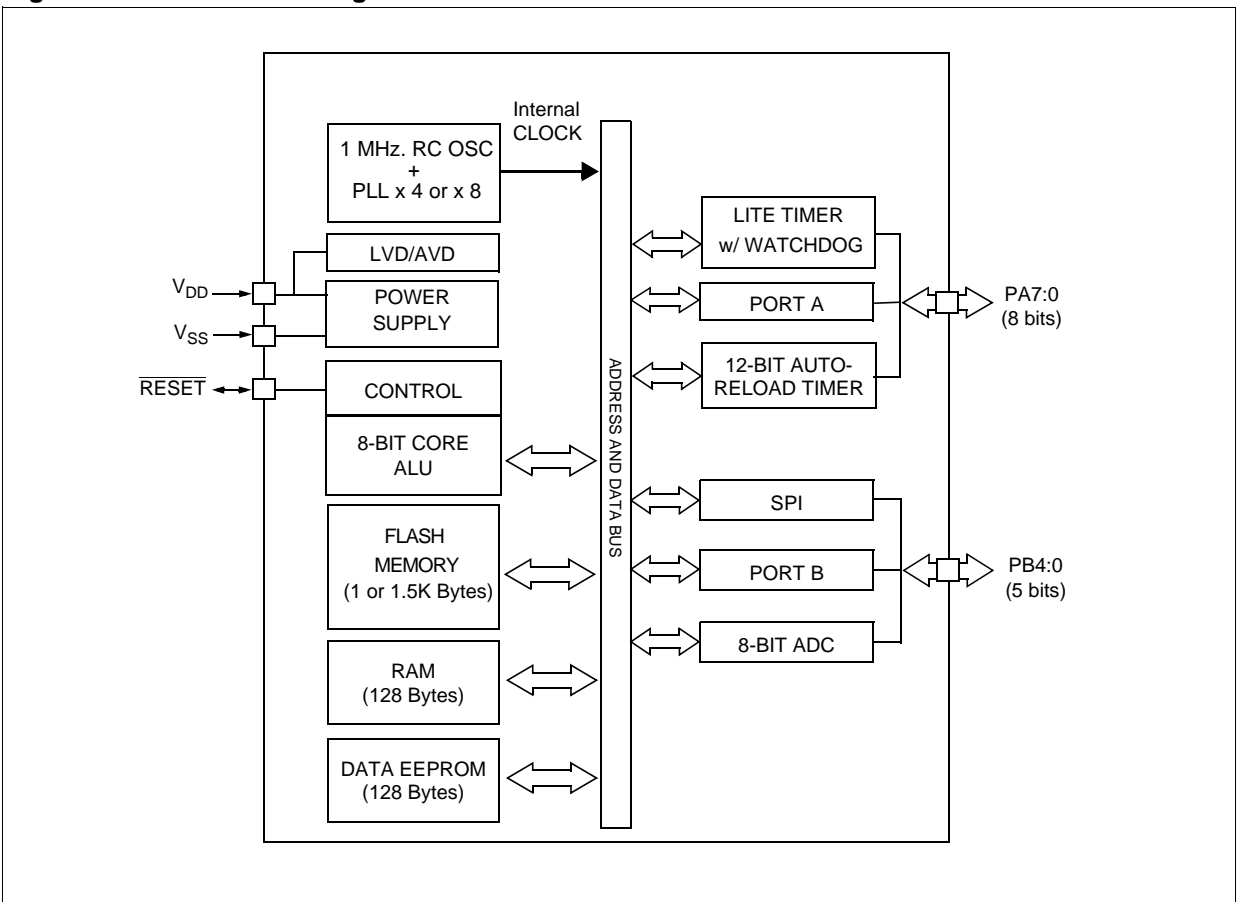 Internal
CLOCK
1 MHz. RC OSC
+
PLL x 4 or x 8
LVD/AVD
POWER
SUPPLY
VDD
VSS
RESET
CONTROL
8-BIT CORE
ALU
FLASH
MEMORY
(1 or 1.5K Bytes)
RAM
(128 Bytes)
DATA EEPROM
(128 Bytes)
ADDRESS AND DATA BUS
LITE TIMER
w/ WATCHDOG
PORT A
12-BIT AUTO-
RELOAD TIMER
PA7:0
(8 bits)
SPI
PORT B
8-BIT ADC
PB4:0
(5 bits)